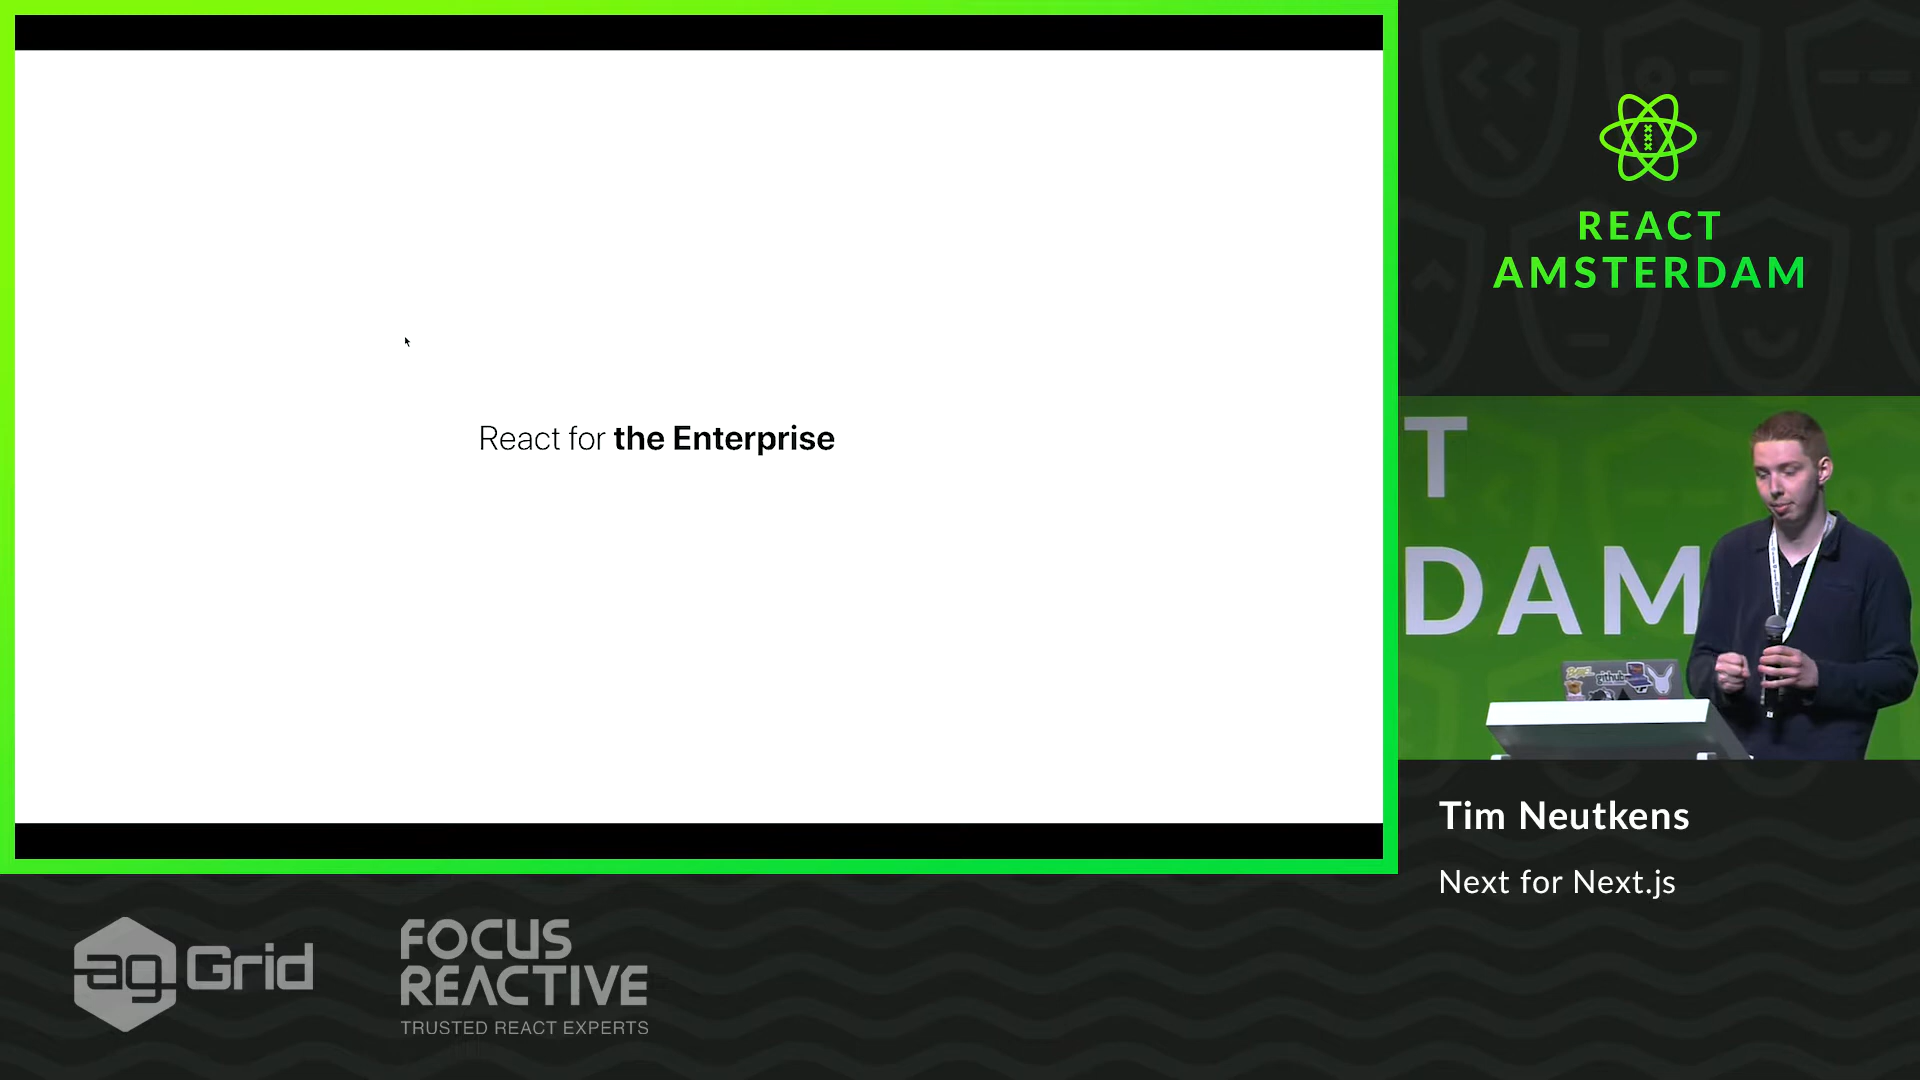 React for the Enterprise
REACT
AMSTERDAM
T
DAM
github
Tim Neutkens
Next for Next.js
ag Grid
FOCUS
REACTIVE
TRUSTED REACT EXPERTS